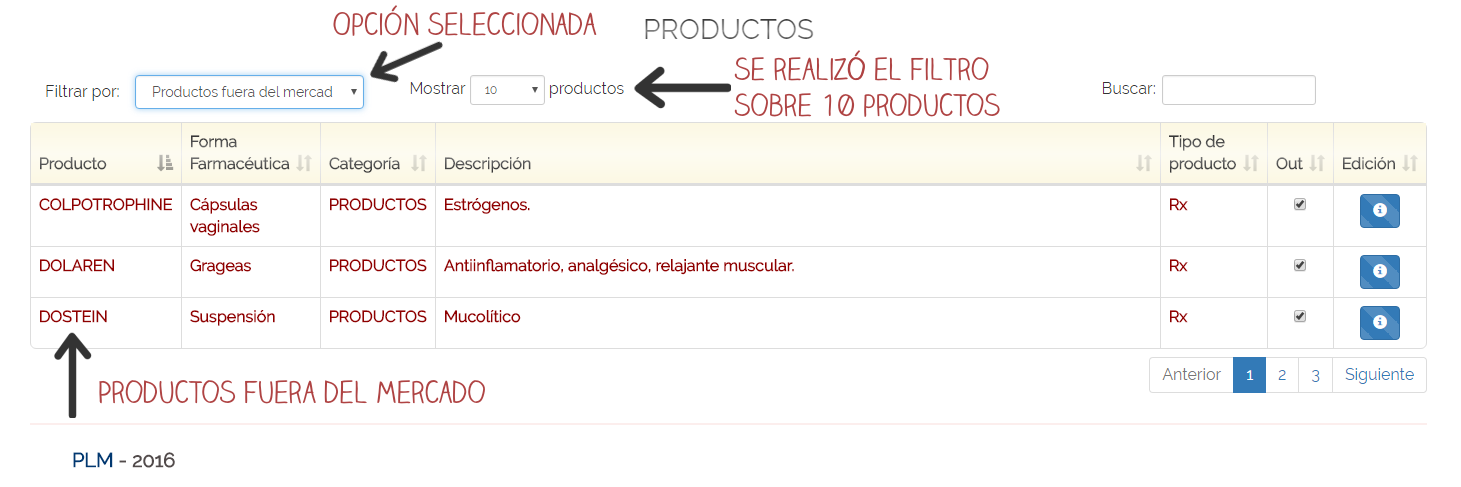 OPCIÓN SELECCIONADA
PRODUCTOS
Filtrar por: Productos fuera del mercad
Mostrar 10 productos
SE REALIZÓ EL FILTRO
SOBRE 10 PRODUCTOS
Buscar:
Producto Forma Farmacéutica Categoría Descripción Tipo de producto Out Edición
COLPOTROPHINE Cápsulas vaginales PRODUCTOS Estrógenos. Rx
DOLAREN Grageas PRODUCTOS Antiinflamatorio, analgésico, relajante muscular. Rx
DOSTEIN Suspensión PRODUCTOS Mucolítico Rx
PRODUCTOS FUERA DEL MERCADO
Anterior 1 2 3 Siguiente
PLM - 2016